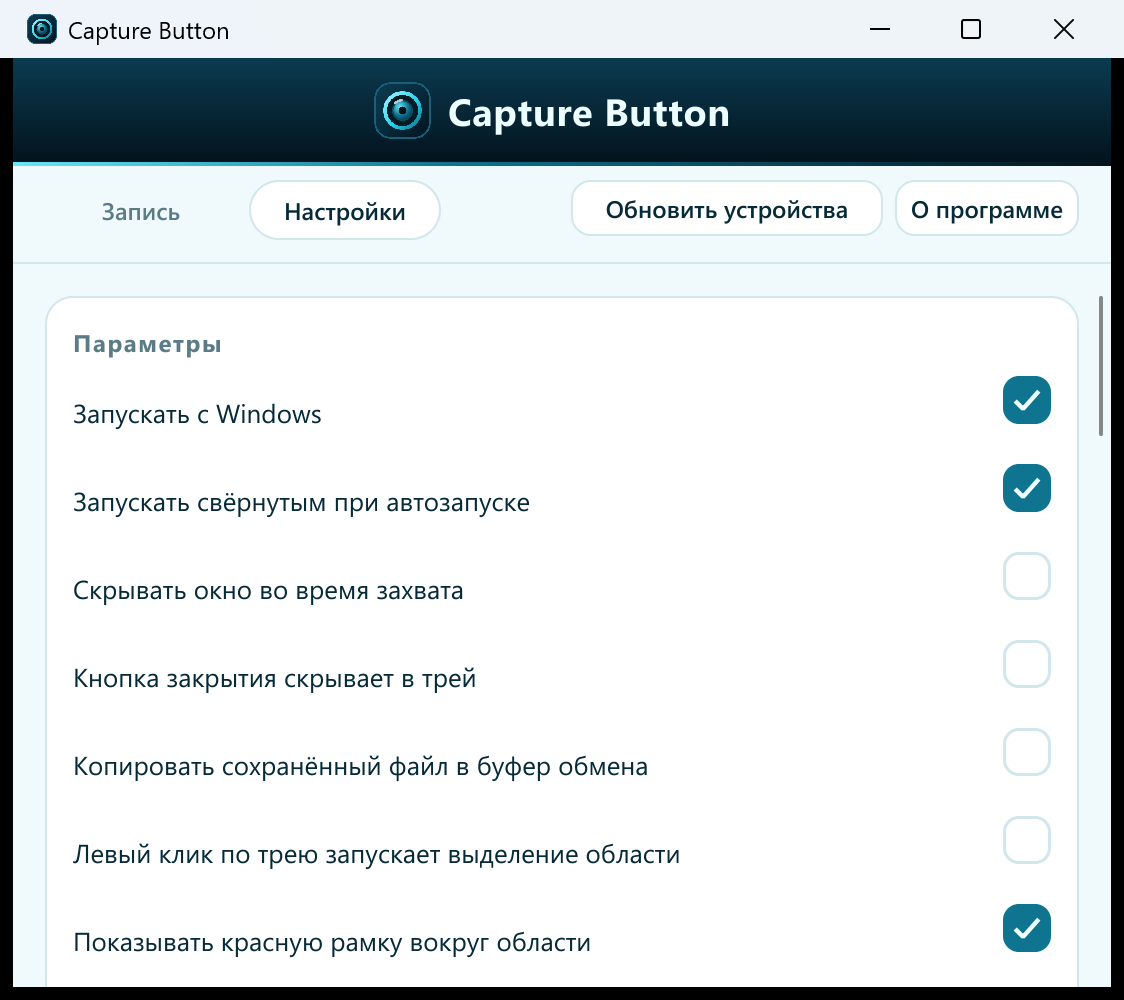 Capture Button
Capture Button
Запись
Настройки
Обновить устройства
О программе
Параметры
Запускать с Windows
Запускать свёрнутым при автозапуске
Скрывать окно во время захвата
Кнопка закрытия скрывает в трей
Копировать сохранённый файл в буфер обмена
Левый клик по трею запускает выделение области
Показывать красную рамку вокруг области